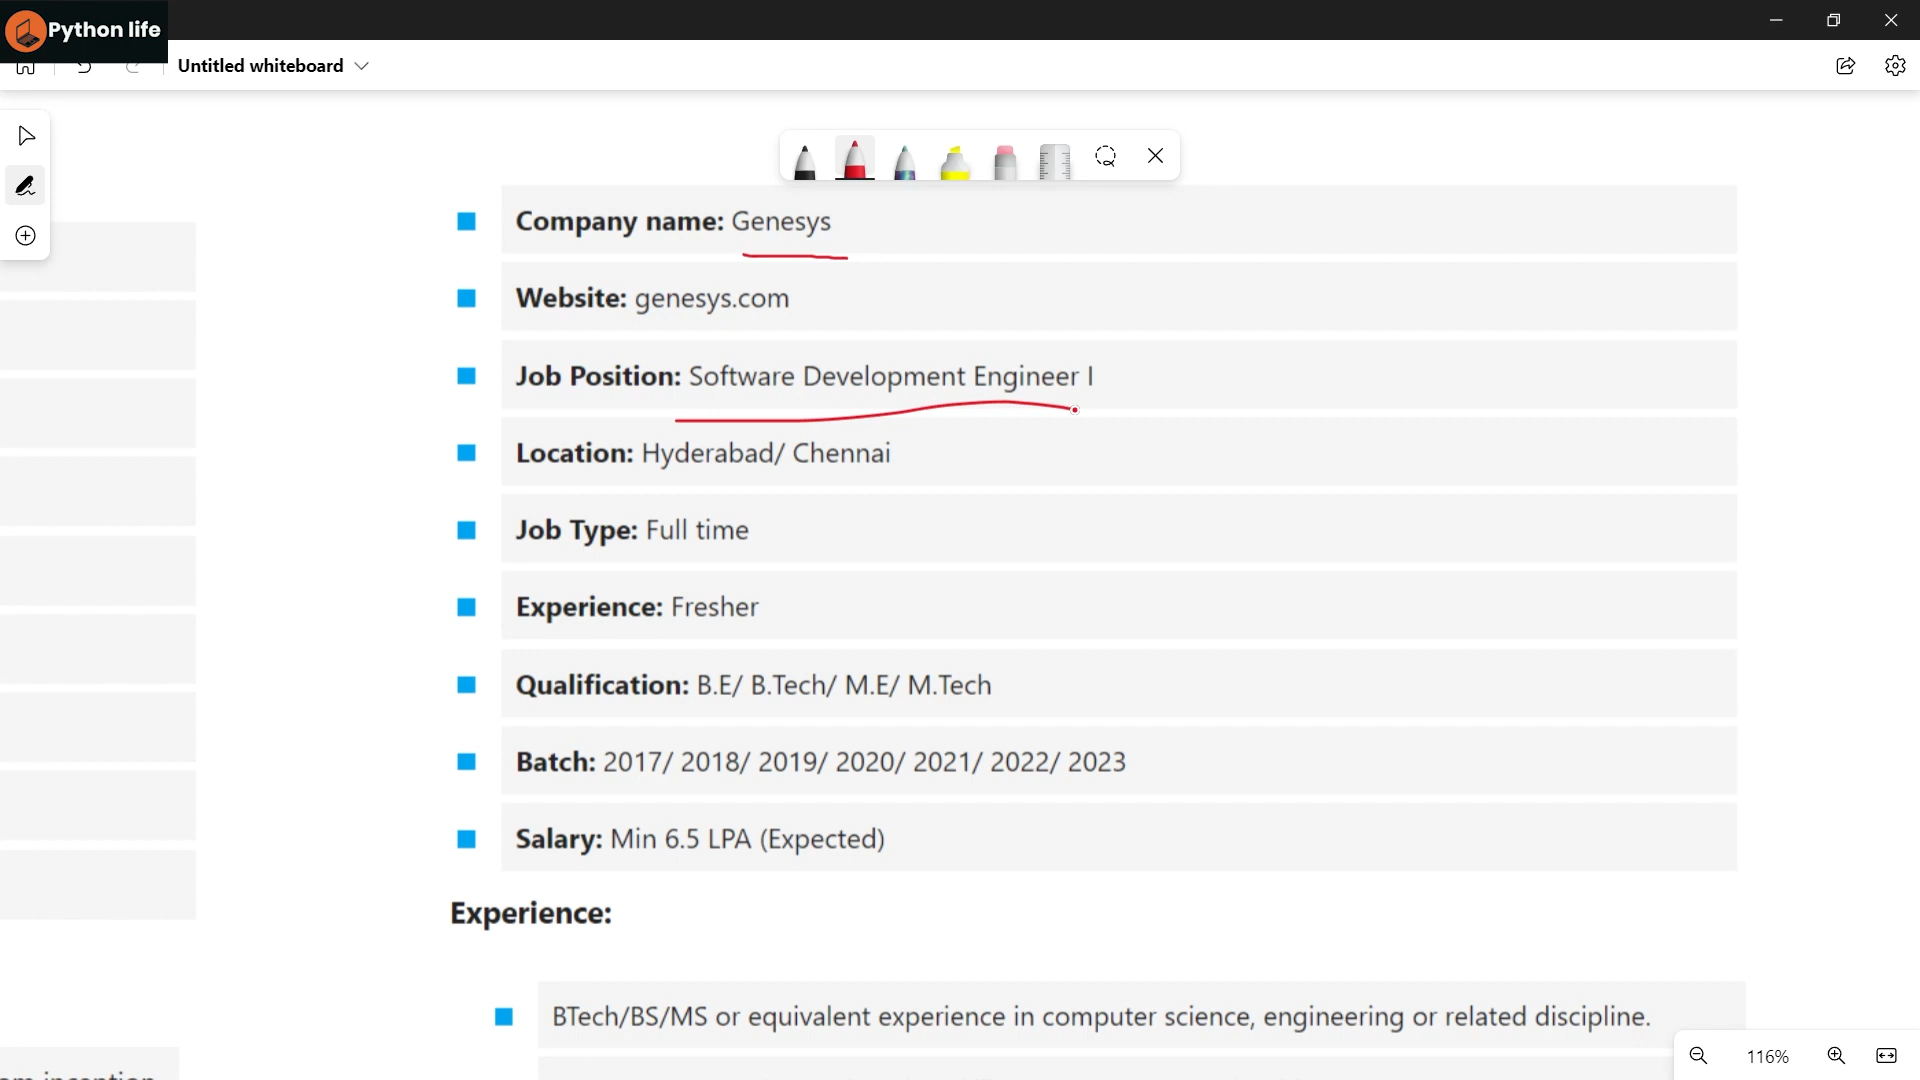 Python life
Untitled whiteboard
Company name: Genesys
Website: genesys.com
Job Position: Software Development Engineer I
Location: Hyderabad/ Chennai
Job Type: Full time
Experience: Fresher
Qualification: B.E/ B.Tech/ M.E/ M.Tech
Batch: 2017/ 2018/ 2019/ 2020/ 2021/ 2022/ 2023
Salary: Min 6.5 LPA (Expected)
Experience:
BTech/BS/MS or equivalent experience in computer science, engineering or related discipline.
116%